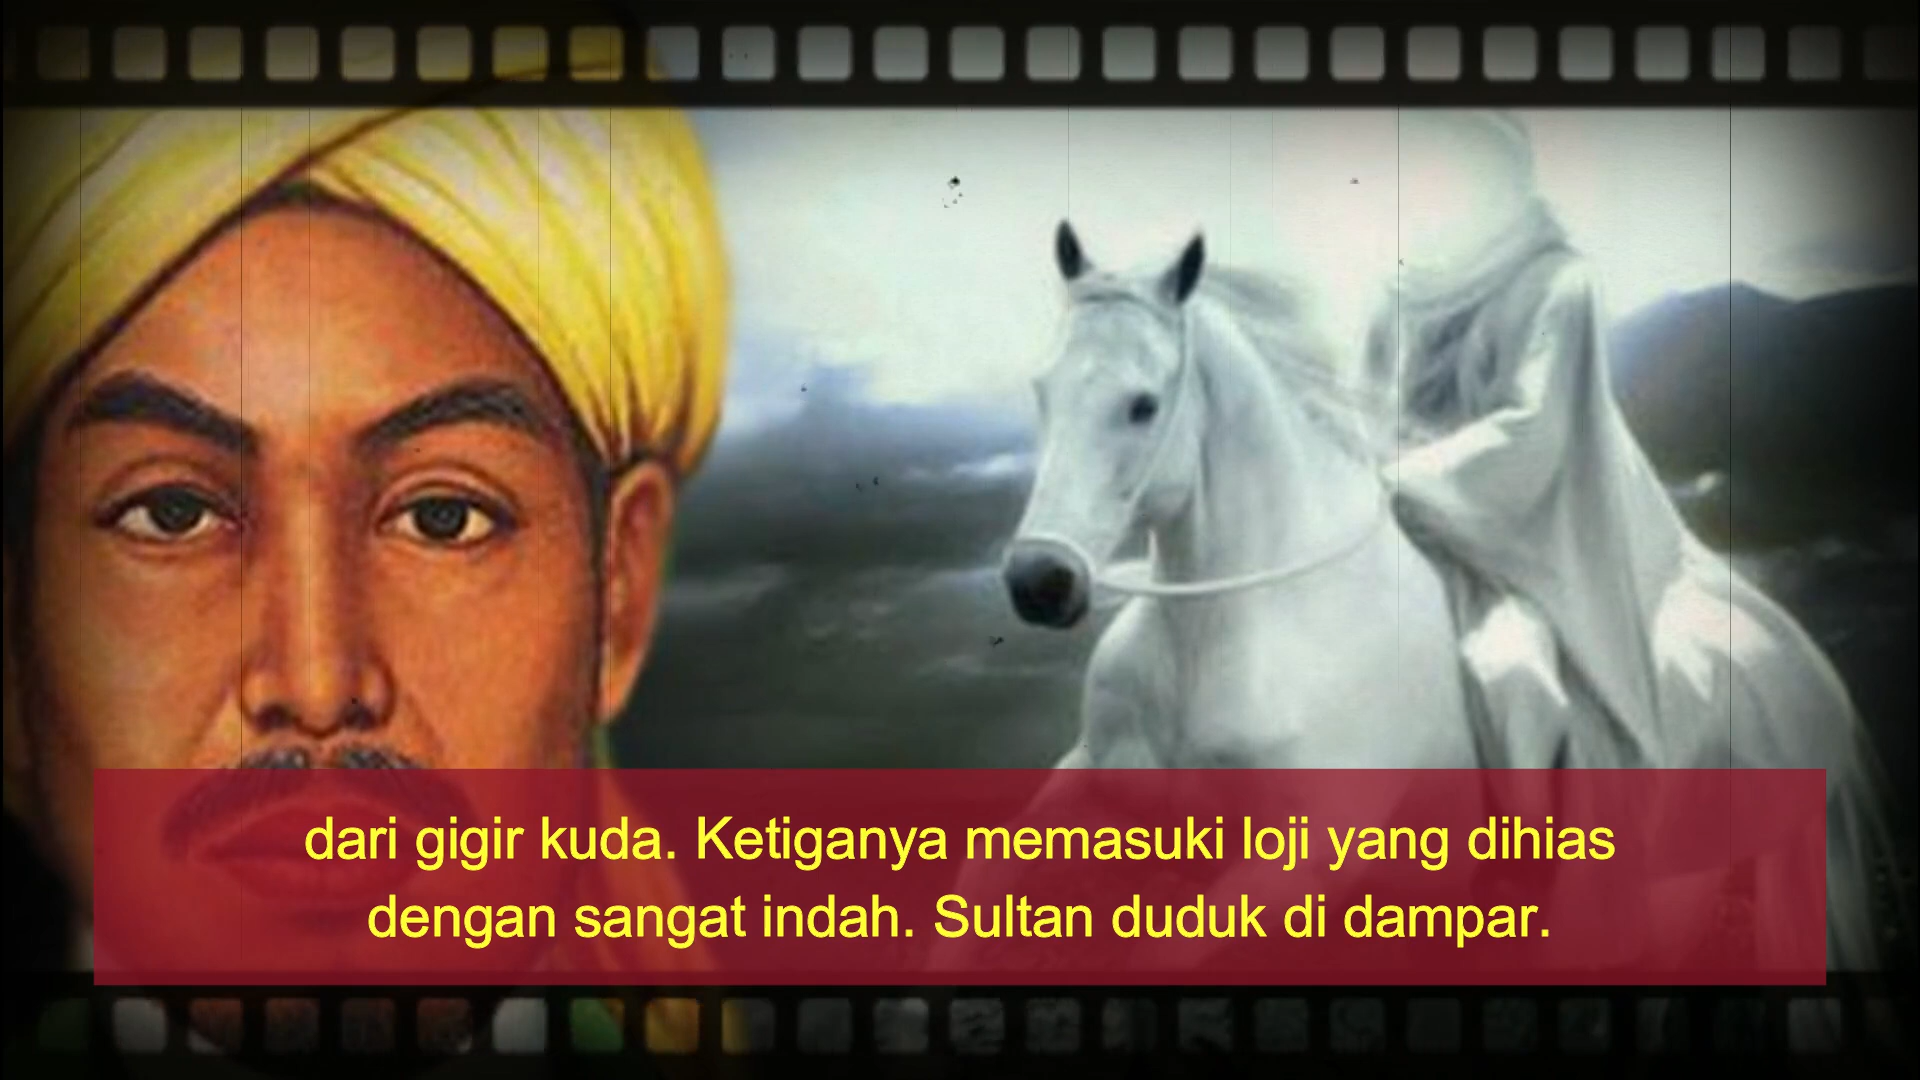 dari gigir kuda. Ketiganya memasuki loji yang dihias
dengan sangat indah. Sultan duduk di dampar.